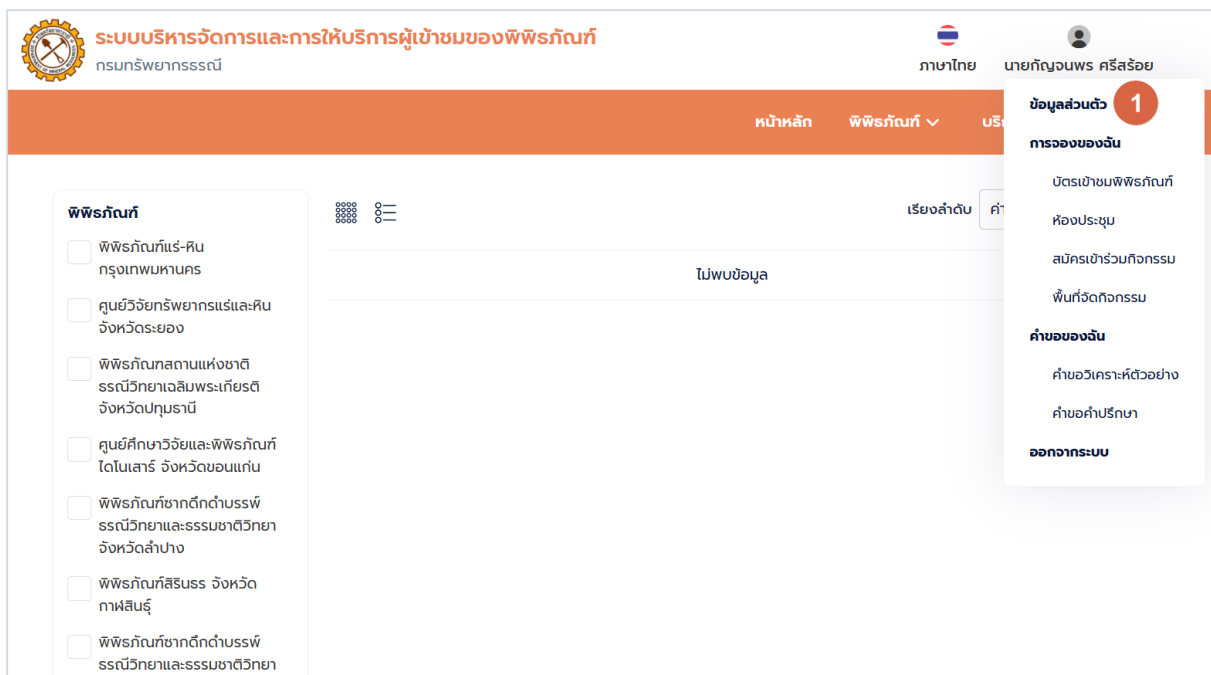 ระบบบริหารจัดการและการให้บริการผู้เข้าชมของพิพิธภัณฑ์
กรมทรัพยากรธรณี
ภาษาไทย
นายกัญจนพร ศรีสร้อย
หน้าหลัก
พิพิธภัณฑ์
ข้อมูลส่วนตัว
1
การจองของฉัน
บัตรเข้าชมพิพิธภัณฑ์
ห้องประชุม
สมัครเข้าร่วมกิจกรรม
พื้นที่จัดกิจกรรม
คำขอของฉัน
คำขอวิเคราะห์ตัวอย่าง
คำขอคำปรึกษา
ออกจากระบบ
พิพิธภัณฑ์
พิพิธภัณฑ์แร่-หิน
กรุงเทพมหานคร
ศูนย์วิจัยทรัพยากรแร่และหิน
จังหวัดระยอง
พิพิธภัณฑสถานแห่งชาติ
ธรณีวิทยาเฉลิมพระเกียรติ
จังหวัดปทุมธานี
ศูนย์ศึกษาวิจัยและพิพิธภัณฑ์
ไดโนเสาร์ จังหวัดขอนแก่น
พิพิธภัณฑ์ซากดึกดำบรรพ์
ธรณีวิทยาและธรรมชาติวิทยา
จังหวัดลำปาง
พิพิธภัณฑ์สิรินธร จังหวัด
กาฬสินธุ์
พิพิธภัณฑ์ซากดึกดำบรรพ์
ธรณีวิทยาและธรรมชาติวิทยา
เรียงลำดับ
ไม่พบข้อมูล